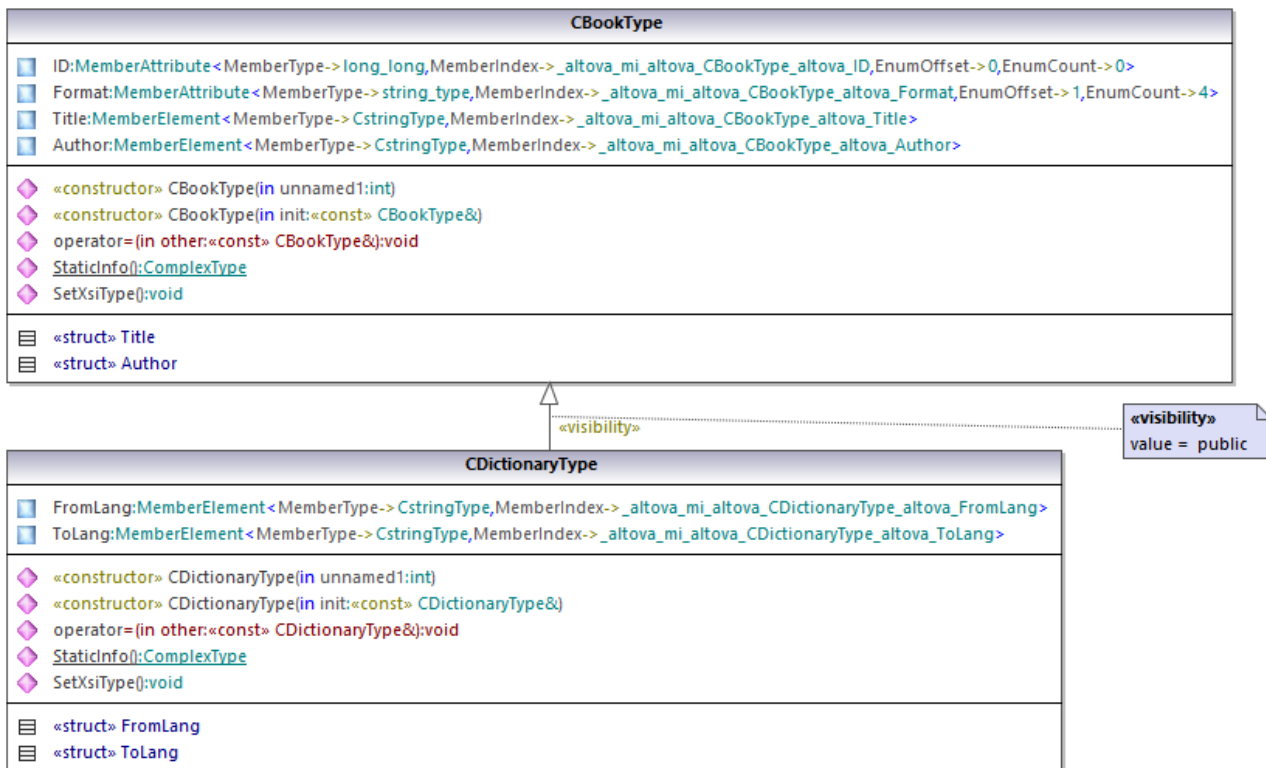 CBookType
ID:MemberAttribute<MemberType->long_long,MemberIndex->_altova_mi_altova_CBookType_altova_ID,EnumOffset->0,EnumCount->0>
Format:MemberAttribute<MemberType->string_type,MemberIndex->_altova_mi_altova_CBookType_altova_Format,EnumOffset->1,EnumCount->4>
Title:MemberElement<MemberType->CstringType,MemberIndex->_altova_mi_altova_CBookType_altova_Title>
Author:MemberElement<MemberType->CstringType,MemberIndex->_altova_mi_altova_CBookType_altova_Author>
«constructor» CBookType(in unnamed1:int)
«constructor» CBookType(in init:«const» CBookType&)
operator=(in other:«const» CBookType&):void
StaticInfo():ComplexType
SetXsiType():void
«struct» Title
«struct» Author
«visibility»
«visibility»
value = public
CDictionaryType
FromLang:MemberElement<MemberType->CstringType,MemberIndex->_altova_mi_altova_CDictionaryType_altova_FromLang>
ToLang:MemberElement<MemberType->CstringType,MemberIndex->_altova_mi_altova_CDictionaryType_altova_ToLang>
«constructor» CDictionaryType(in unnamed1:int)
«constructor» CDictionaryType(in init:«const» CDictionaryType&)
operator=(in other:«const» CDictionaryType&):void
StaticInfo():ComplexType
SetXsiType():void
«struct» FromLang
«struct» ToLang